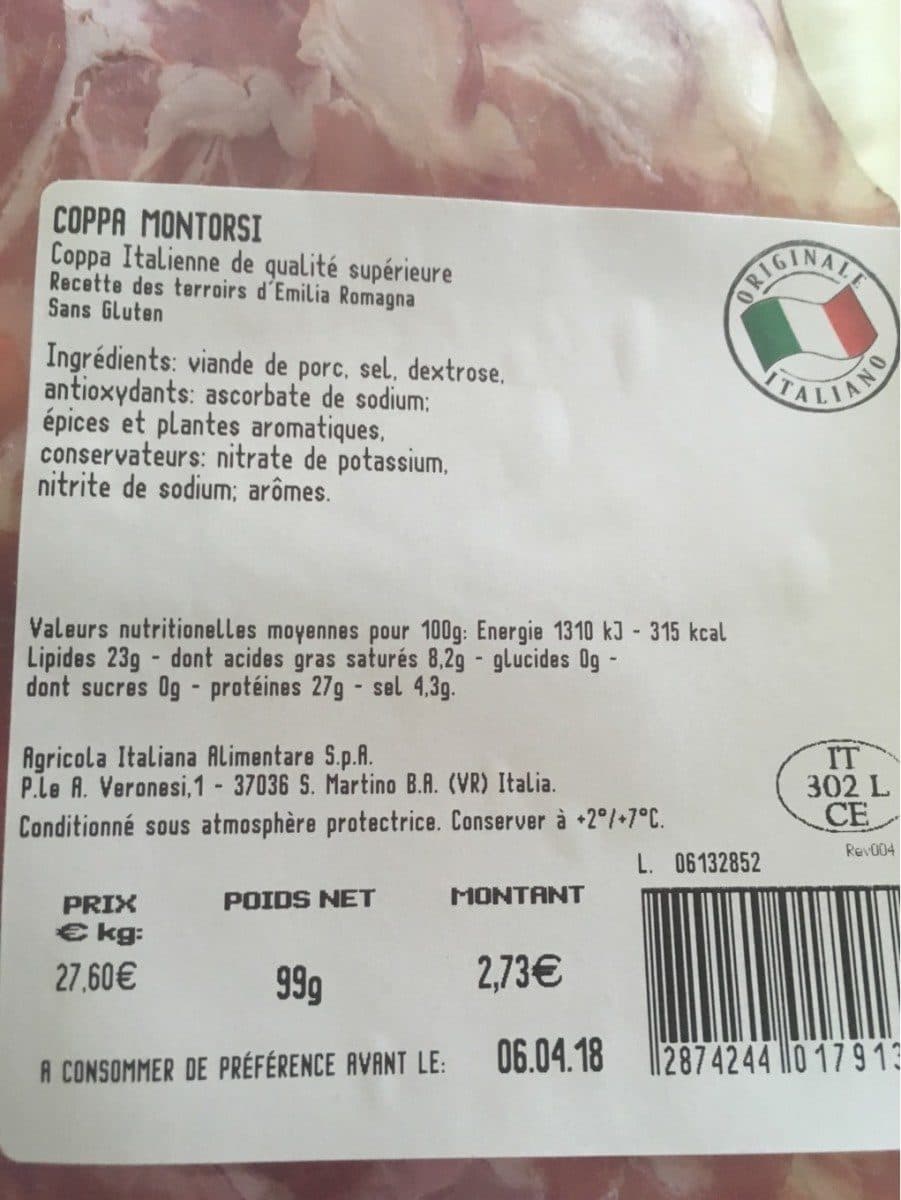 COPPA MONTORSI
Coppa Italienne de qualité supérieure
Recette des terroirs d'Emilia Romagna
Sans Gluten
ORIGINALE
ITALIANO
Ingrédients: viande de porc, sel, dextrose,
antioxydants: ascorbate de sodium;
épices et plantes aromatiques,
conservateurs: nitrate de potassium,
nitrite de sodium; arômes.
Valeurs nutritionelles moyennes pour 100g: Energie 1310 kJ - 315 kcal
Lipides 23g - dont acides gras saturés 8,2g - glucides 0g -
dont sucres 0g - protéines 27g - sel 4,3g.
Agricola Italiana Alimentare S.p.A.
P.le A. Veronesi,1 - 37036 S. Martino B.A. (VR) Italia.
Conditionné sous atmosphère protectrice. Conserver à +2°/+7°C.
IT
302 L
CE
Rev004
L. 06132852
PRIX
€ kg:
27,60€
POIDS NET
99g
MONTANT
2,73€
A CONSOMMER DE PRÉFÉRENCE AVANT LE: 06.04.18
2874244 017913